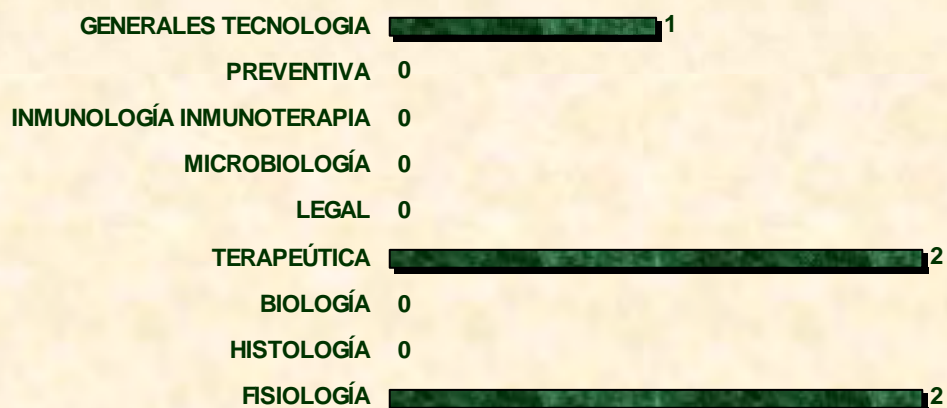 GENERALES TECNOLOGIA 1
PREVENTIVA 0
INMUNOLOGÍA INMUNOTERAPIA 0
MICROBIOLOGÍA 0
LEGAL 0
TERAPEÚTICA 2
BIOLOGÍA 0
HISTOLOGÍA 0
FISIOLOGÍA 2